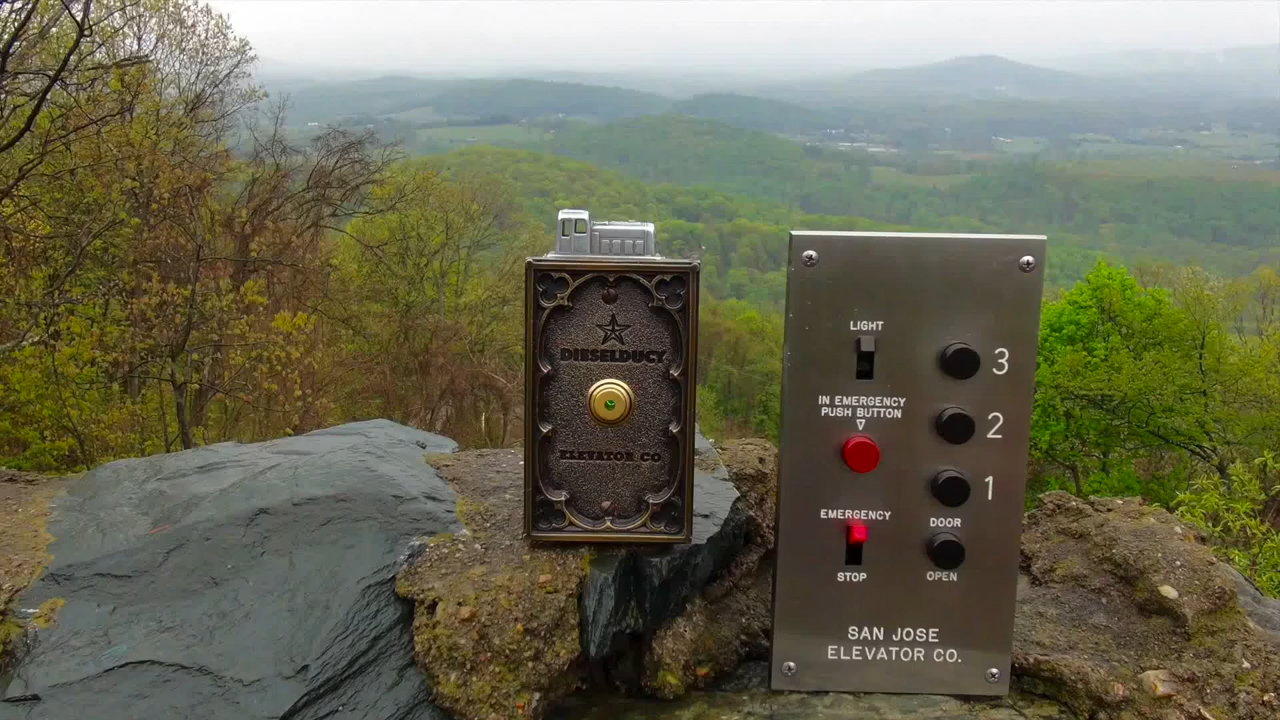 DIESELDUCY
ELEVATOR CO
LIGHT
3
IN EMERGENCY
PUSH BUTTON
2
1
EMERGENCY
STOP
DOOR
OPEN
SAN JOSE
ELEVATOR CO.